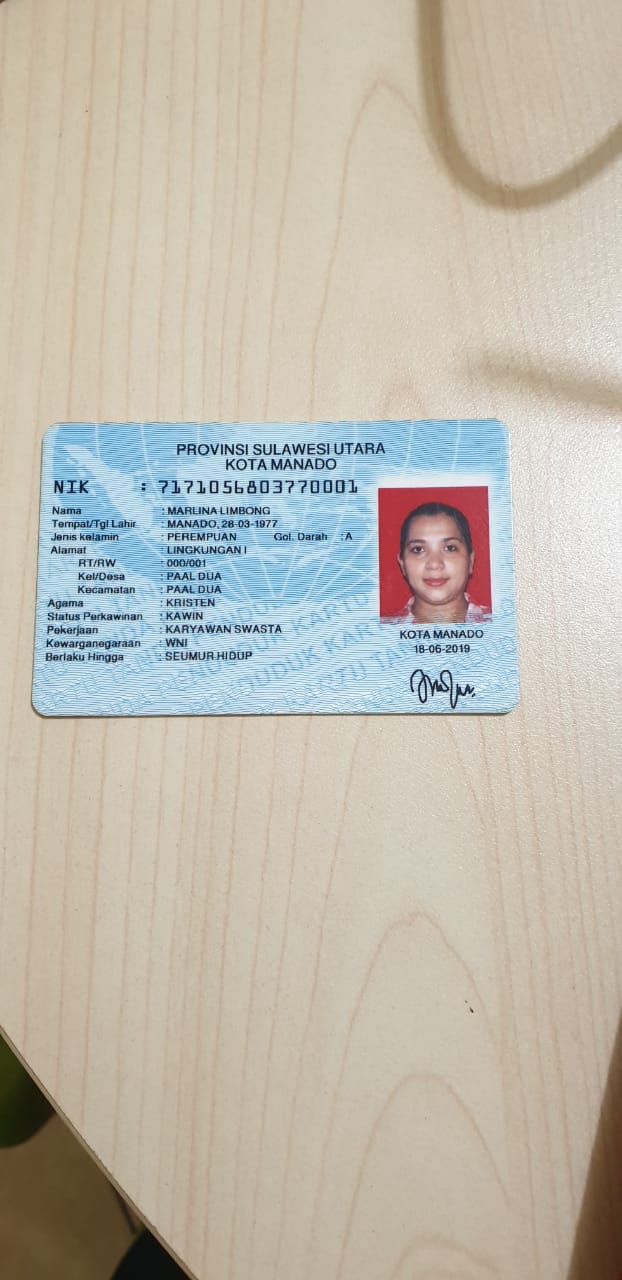 PROVINSI SULAWESI UTARA
KOTA MANADO
NIK : 7171056803770001
Nama : MARLINA LIMBONG
Tempat/Tgl Lahir : MANADO, 28-03-1977
Jenis kelamin : PEREMPUAN Gol. Darah : A
Alamat : LINGKUNGAN I
RT/RW : 000/001
Kel/Desa : PAAL DUA
Kecamatan : PAAL DUA
Agama : KRISTEN
Status Perkawinan : KAWIN
Pekerjaan : KARYAWAN SWASTA
Kewarganegaraan : WNI
Berlaku Hingga : SEUMUR HIDUP
KOTA MANADO
18-06-2019